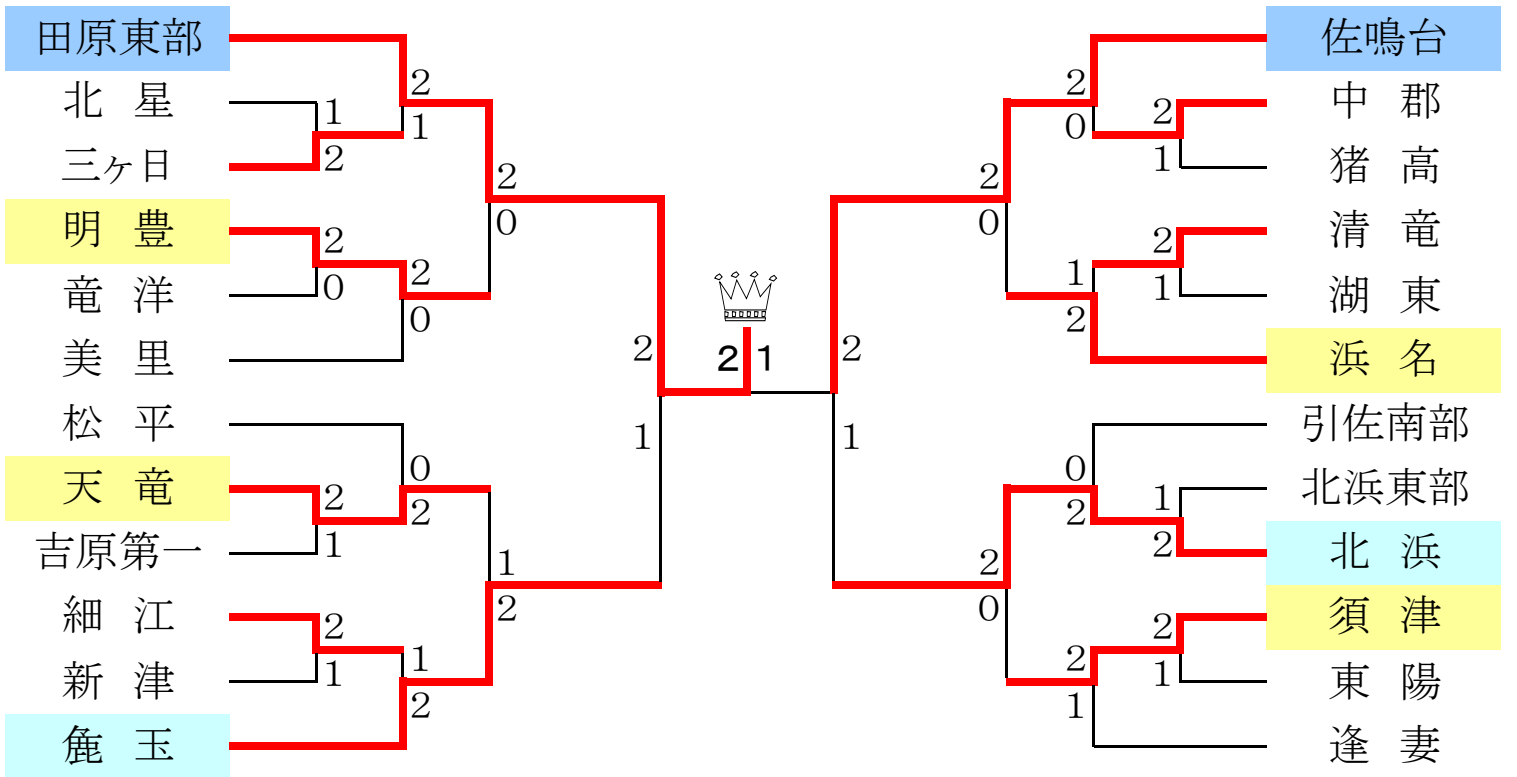 田原東部
北 星
三ヶ日
明 豊
竜 洋
美 里
松 平
天 竜
吉原第一
細 江
新 津
麁 玉
1
2
2
0
2
1
2
1
2
1
2
0
0
2
1
2
2
0
1
2
2
1
2 1
2
1
2
0
2
0
2
0
1
2
0
2
2
1
2
1
2
1
1
2
2
1
佐鳴台
中 郡
猪 高
清 竜
湖 東
浜 名
引佐南部
北浜東部
北 浜
須 津
東 陽
逢 妻